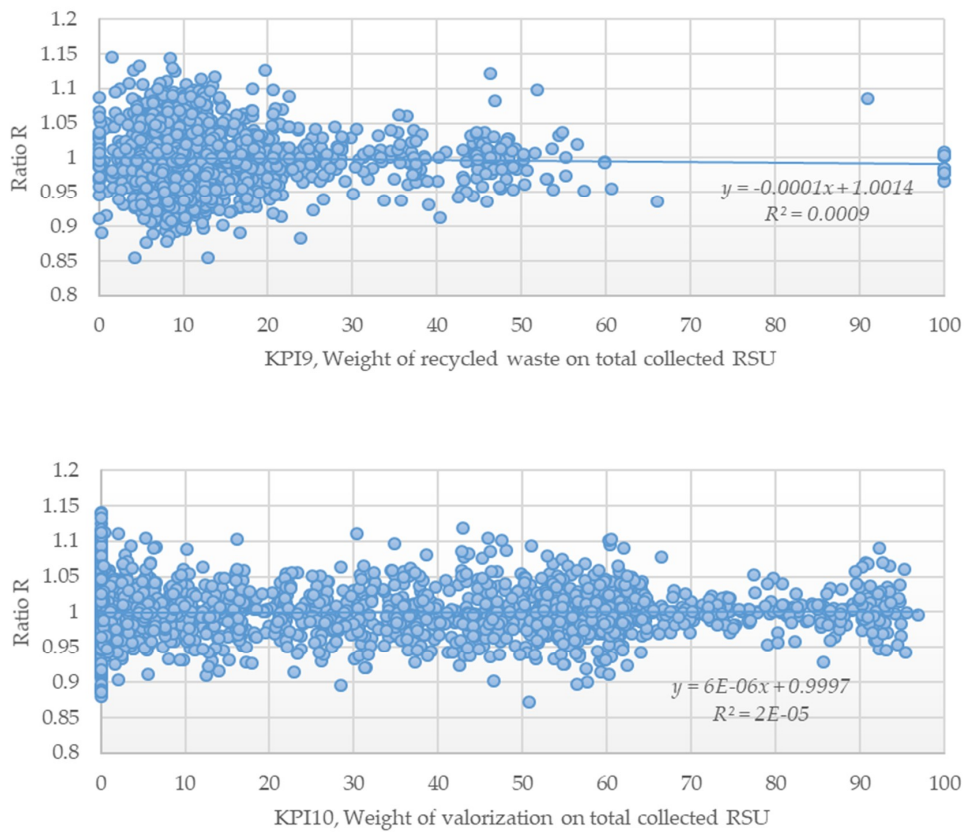 1.2
1.15
1.1
1.05
1
0.95
0.9
0.85
0.8
Ratio R
y = -0.0001x + 1.0014
R² = 0.0009
0 10 20 30 40 50 60 70 80 90 100
KPI9, Weight of recycled waste on total collected RSU
1.2
1.15
1.1
1.05
1
0.95
0.9
0.85
0.8
Ratio R
y = 6E-06x + 0.9997
R² = 2E-05
0 10 20 30 40 50 60 70 80 90 100
KPI10, Weight of valorization on total collected RSU